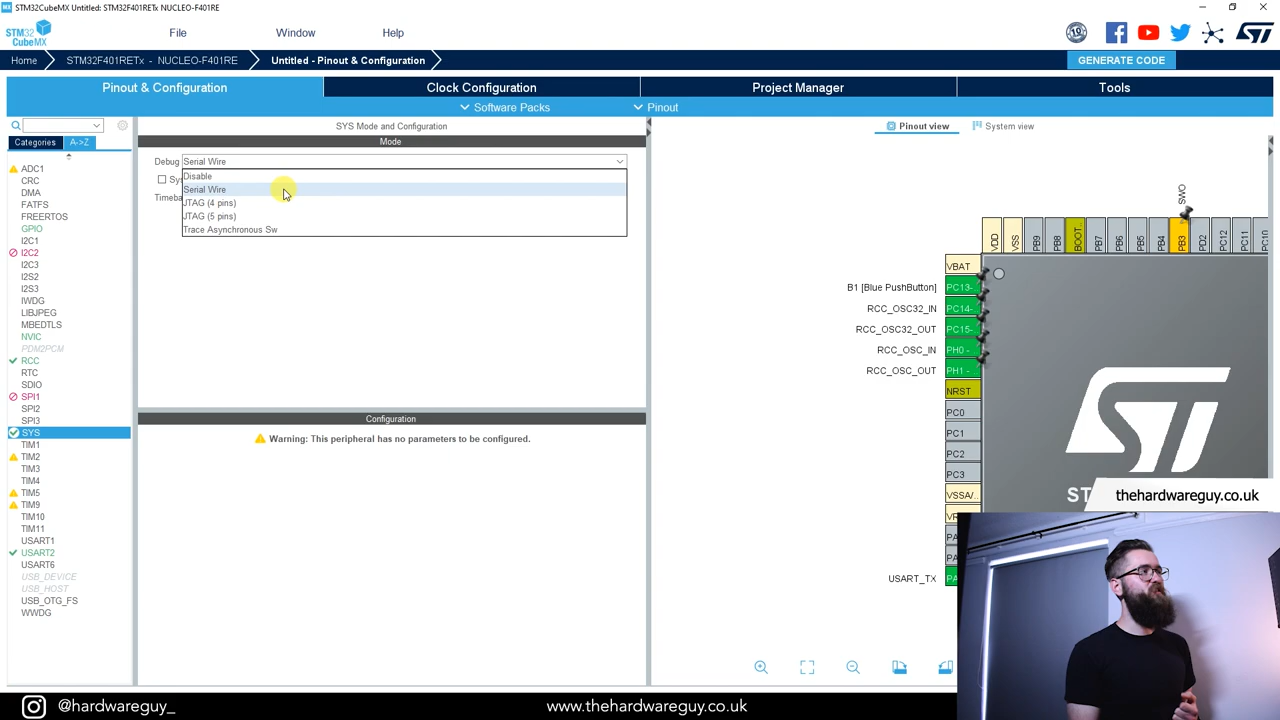 STM32CubeMX Untitled: STM32F401RETx NUCLEO-F401RE
STM32
CubeMX
File
Window
Help
Home
STM32F401RETx - NUCLEO-F401RE
Untitled - Pinout & Configuration
GENERATE CODE
Pinout & Configuration
Clock Configuration
Project Manager
Tools
Software Packs
Pinout
Categories
A->Z
ADC1
CRC
DMA
FATFS
FREERTOS
GPIO
I2C1
I2C2
I2C3
I2S2
I2S3
IWDG
LIBJPEG
MBEDTLS
NVIC
PDM2PCM
RCC
RTC
SDIO
SPI1
SPI2
SPI3
SYS
TIM1
TIM2
TIM3
TIM4
TIM5
TIM9
TIM10
TIM11
USART1
USART2
USART6
USB_DEVICE
USB_HOST
USB_OTG_FS
WWDG
SYS Mode and Configuration
Mode
Debug Serial Wire
Disable
Serial Wire
JTAG (4 pins)
JTAG (5 pins)
Trace Asynchronous Sw
Configuration
Warning: This peripheral has no parameters to be configured.
Pinout view
System view
SWO
VDD
VSS
PB9
PB8
BOOT..
PB7
PB6
PB5
PB4
PB3
PD2
PC12
PC11
PC10
VBAT
B1 [Blue PushButton]
PC13-
RCC_OSC32_IN
PC14-
RCC_OSC32_OUT
PC15-
RCC_OSC_IN
PH0 -
RCC_OSC_OUT
PH1 -
NRST
PC0
PC1
PC2
PC3
VSSA/..
USART_TX
ST
thehardwareguy.co.uk
@hardwareguy_
www.thehardwareguy.co.uk